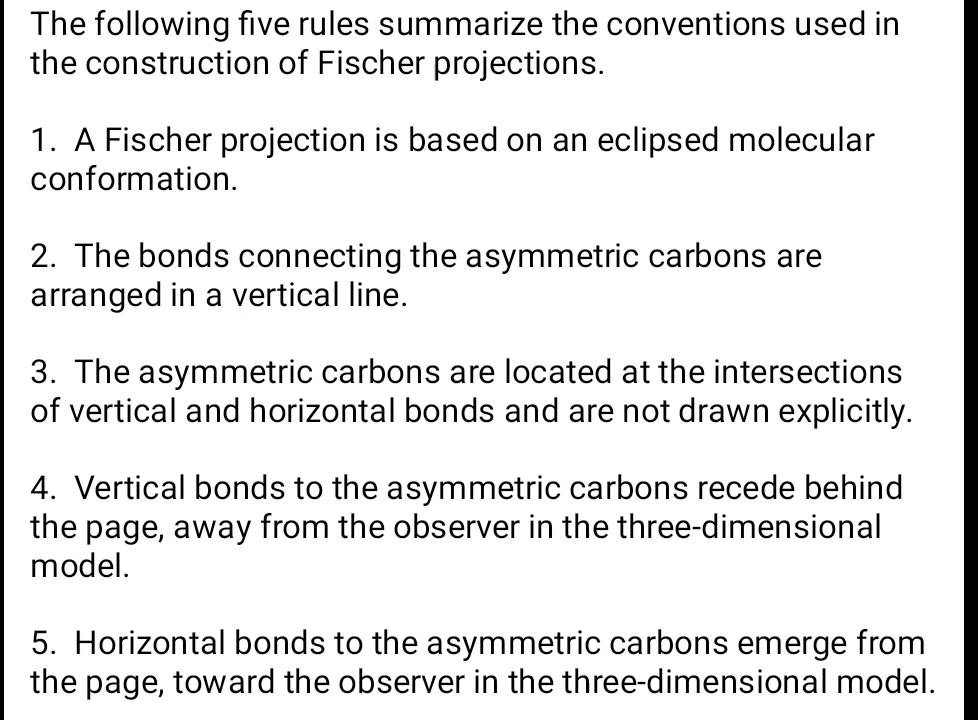 The following five rules summarize the conventions used in
the construction of Fischer projections.
1. A Fischer projection is based on an eclipsed molecular
conformation.
2. The bonds connecting the asymmetric carbons are
arranged in a vertical line.
3. The asymmetric carbons are located at the intersections
of vertical and horizontal bonds and are not drawn explicitly.
4. Vertical bonds to the asymmetric carbons recede behind
the page, away from the observer in the three-dimensional
model.
5. Horizontal bonds to the asymmetric carbons emerge from
the page, toward the observer in the three-dimensional model.